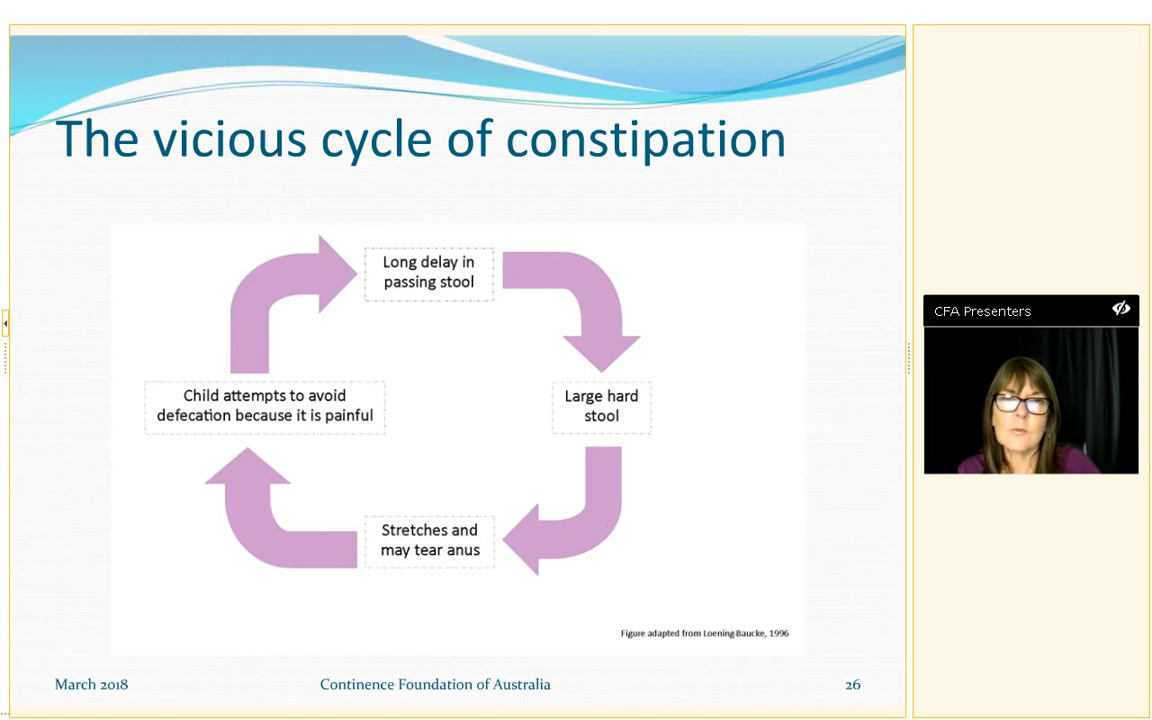 The vicious cycle of constipation
Long delay in
passing stool
Child attempts to avoid
defecation because it is painful
Large hard
stool
Stretches and
may tear anus
Figure adapted from Loening-Baucke, 1996
March 2018
Continence Foundation of Australia
26
CFA Presenters